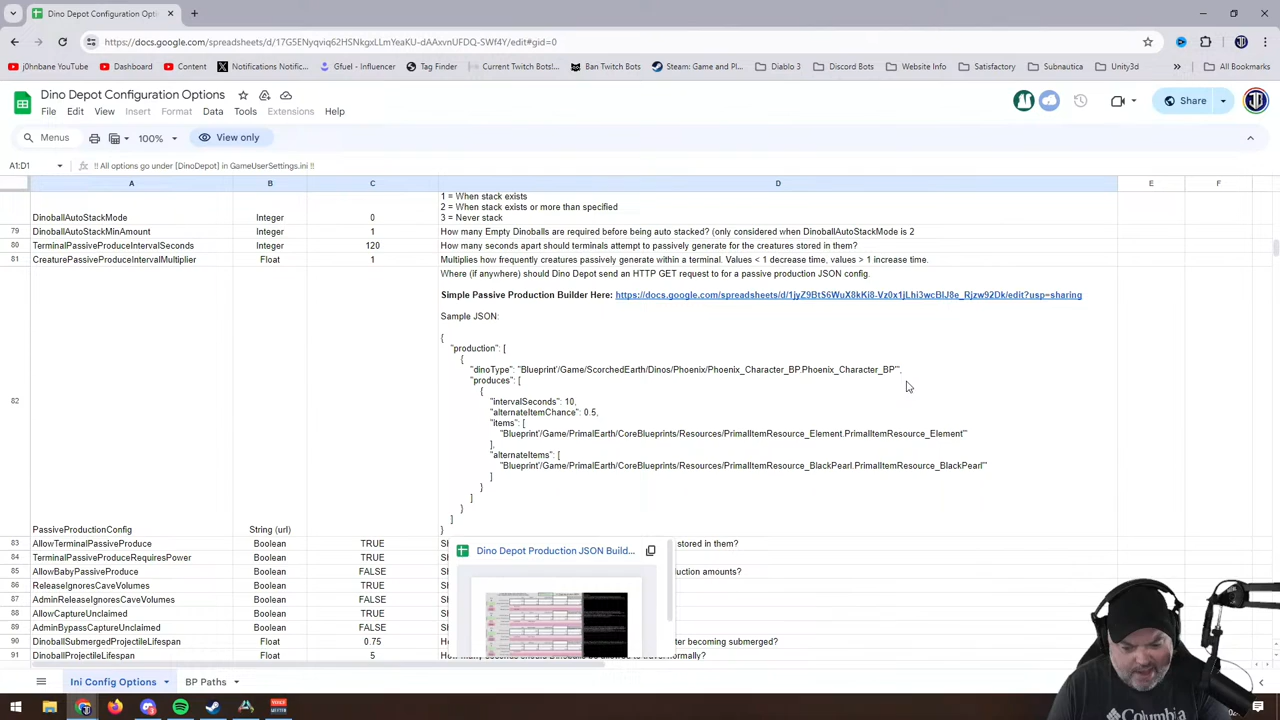 Dino Depot Configuration Option
https://docs.google.com/spreadsheets/d/17G5ENyqviq62HSNkgxLLmYeaKU-dAAxvnUFDQ-SWf4Y/edit#gid=0
j0hnbane Dashboard Content Notifications Notific... Gfuel - Influencer Tag Finder Current Twitch Bots... Ban Twitch Bots Steam: Game and Pl... Diablo 3 Discord Bots Website Info Satisfactory Subnautica Unity3d All Bookmarks
Dino Depot Configuration Options
File Edit View Insert Format Data Tools Extensions Help
Share
Menus 100% View only
A1:D1 !! All options go under [DinoDepot] in GameUserSettings.ini !!
A B C D E F
1 = When stack exists
2 = When stack exists or more than specified
DinoballAutoStackMode Integer 0 3 = Never stack
79 DinoballAutoStackMinAmount Integer 1 How many Empty Dinoballs are required before being auto stacked? (only considered when DinoballAutoStackMode is 2
80 TerminalPassiveProduceIntervalSeconds Integer 120 How many seconds apart should terminals attempt to passively generate for the creatures stored in them?
81 CreaturePassiveProduceIntervalMultiplier Float 1 Multiplies how frequently creatures passively generate within a terminal. Values < 1 decrease time, values > 1 increase time.
Where (if anywhere) should Dino Depot send an HTTP GET request to for a passive production JSON config.
Simple Passive Production Builder Here: https://docs.google.com/spreadsheets/d/1jyZ9BtS6WuX8kKi8-Vz0x1jLhi3wcBIJ8e_Rjzw92Dk/edit?usp=sharing
Sample JSON:
{
"production": [
{
"dinoType": "Blueprint'/Game/ScorchedEarth/Dinos/Phoenix/Phoenix_Character_BP.Phoenix_Character_BP'",
"produces": [
{
82 "intervalSeconds": 10,
"alternateItemChance": 0.5,
"items": [
"Blueprint'/Game/PrimalEarth/CoreBlueprints/Resources/PrimalItemResource_Element.PrimalItemResource_Element'"
],
"alternateItems": [
"Blueprint'/Game/PrimalEarth/CoreBlueprints/Resources/PrimalItemResource_BlackPearl.PrimalItemResource_BlackPearl'"
]
}
]
}
]
PassiveProductionConfig String (url) }
83 AllowTerminalPassiveProduce Boolean TRUE stored in them?
Dino Depot Production JSON Build...
84 TerminalPassiveProduceRequiresPower Boolean TRUE
85 AllowBabyPassiveProduce Boolean FALSE duction amounts?
86 ReleaseIgnoresCaveVolumes Boolean TRUE
87 AdminReleaseIgnoresCaveVolumes Boolean FALSE
88 AllowCaptureUnclaimed Boolean TRUE
89 AdminBypassCaptureUnclaimed Boolean FALSE
90 DinoballSubmergedProjectileLifespan Float 0.75 ter becoming submerged?
91 DinoballProjectileLifespan Float 5
Ini Config Options BP Paths
Columbia